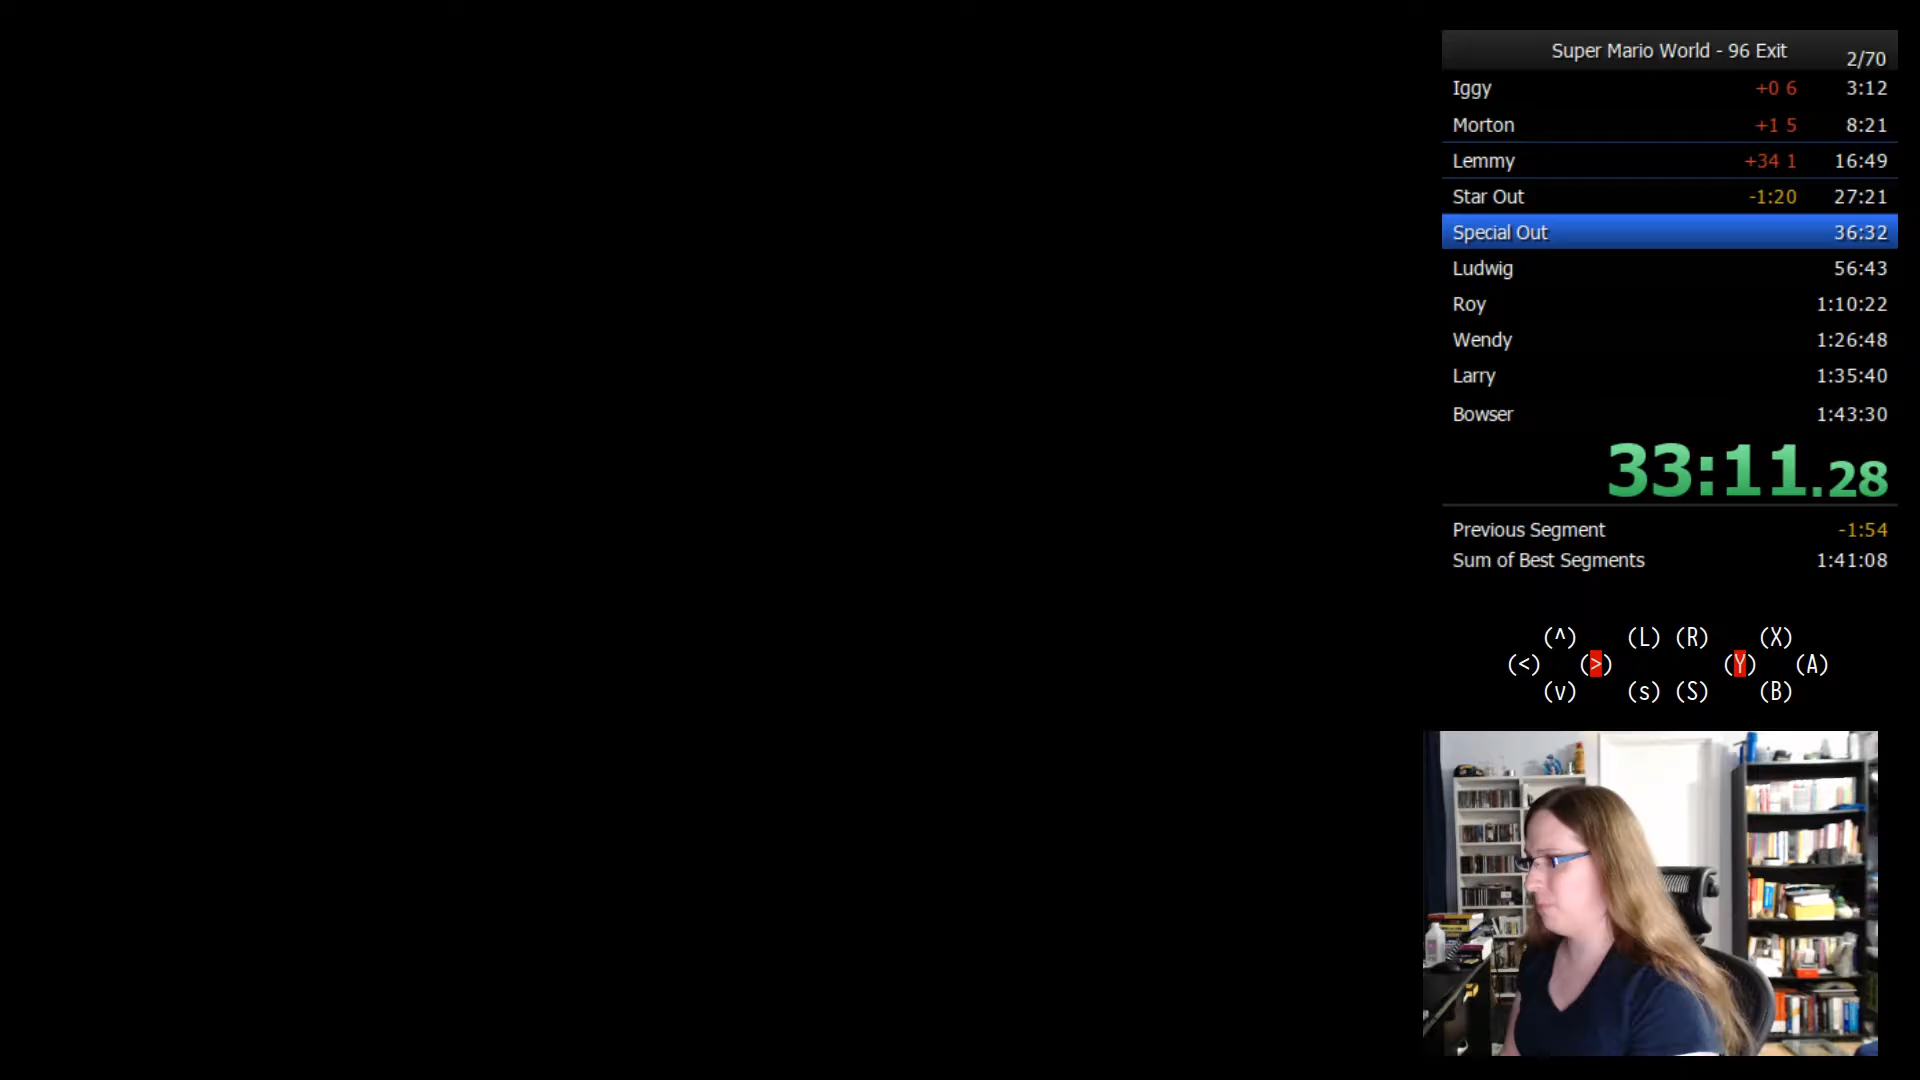 Super Mario World - 96 Exit
2/70
Iggy +0 6 3:12
Morton +1 5 8:21
Lemmy +34 1 16:49
Star Out -1:20 27:21
Special Out 36:32
Ludwig 56:43
Roy 1:10:22
Wendy 1:26:48
Larry 1:35:40
Bowser 1:43:30
33:11.28
Previous Segment -1:54
Sum of Best Segments 1:41:08
(^) (L) (R) (X)
(<) (>) (Y) (A)
(v) (s) (S) (B)